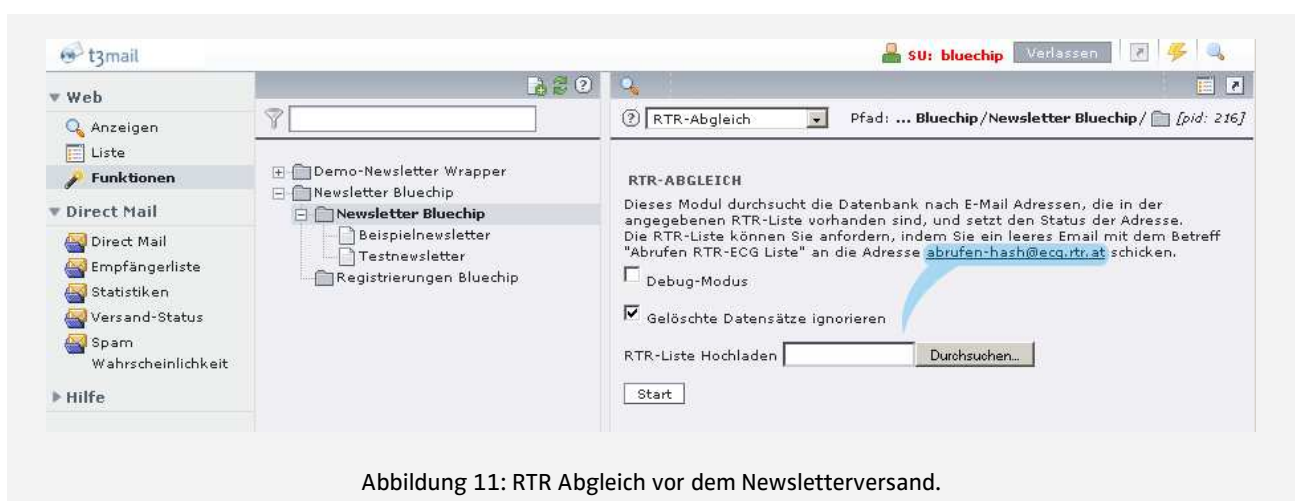 t3mail
SU: bluechip Verlassen
Web
Anzeigen
Liste
Funktionen
Direct Mail
Direct Mail
Empfängerliste
Statistiken
Versand-Status
Spam
Wahrscheinlichkeit
Hilfe
Demo-Newsletter Wrapper
Newsletter Bluechip
Newsletter Bluechip
Beispielnewsletter
Testnewsletter
Registrierungen Bluechip
RTR-Abgleich Pfad: ... Bluechip/Newsletter Bluechip/ [pid: 216]
RTR-ABGLEICH
Dieses Modul durchsucht die Datenbank nach E-Mail Adressen, die in der
angegebenen RTR-Liste vorhanden sind, und setzt den Status der Adresse.
Die RTR-Liste können Sie anfordern, indem Sie ein leeres Email mit dem Betreff
"Abrufen RTR-ECG Liste" an die Adresse abrufen-hash@ecg.rtr.at schicken.
Debug-Modus
Gelöschte Datensätze ignorieren
RTR-Liste Hochladen Durchsuchen...
Start
Abbildung 11: RTR Abgleich vor dem Newsletterversand.